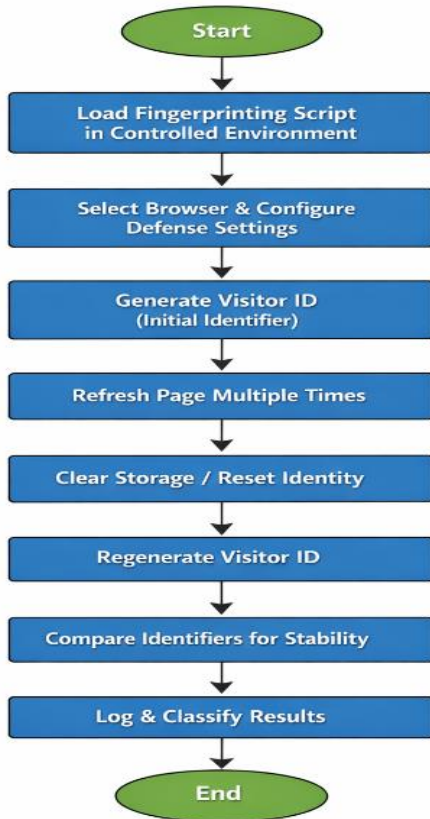 Start
Load Fingerprinting Script
in Controlled Environment
Select Browser & Configure
Defense Settings
Generate Visitor ID
(Initial Identifier)
Refresh Page Multiple Times
Clear Storage / Reset Identity
Regenerate Visitor ID
Compare Identifiers for Stability
Log & Classify Results
End